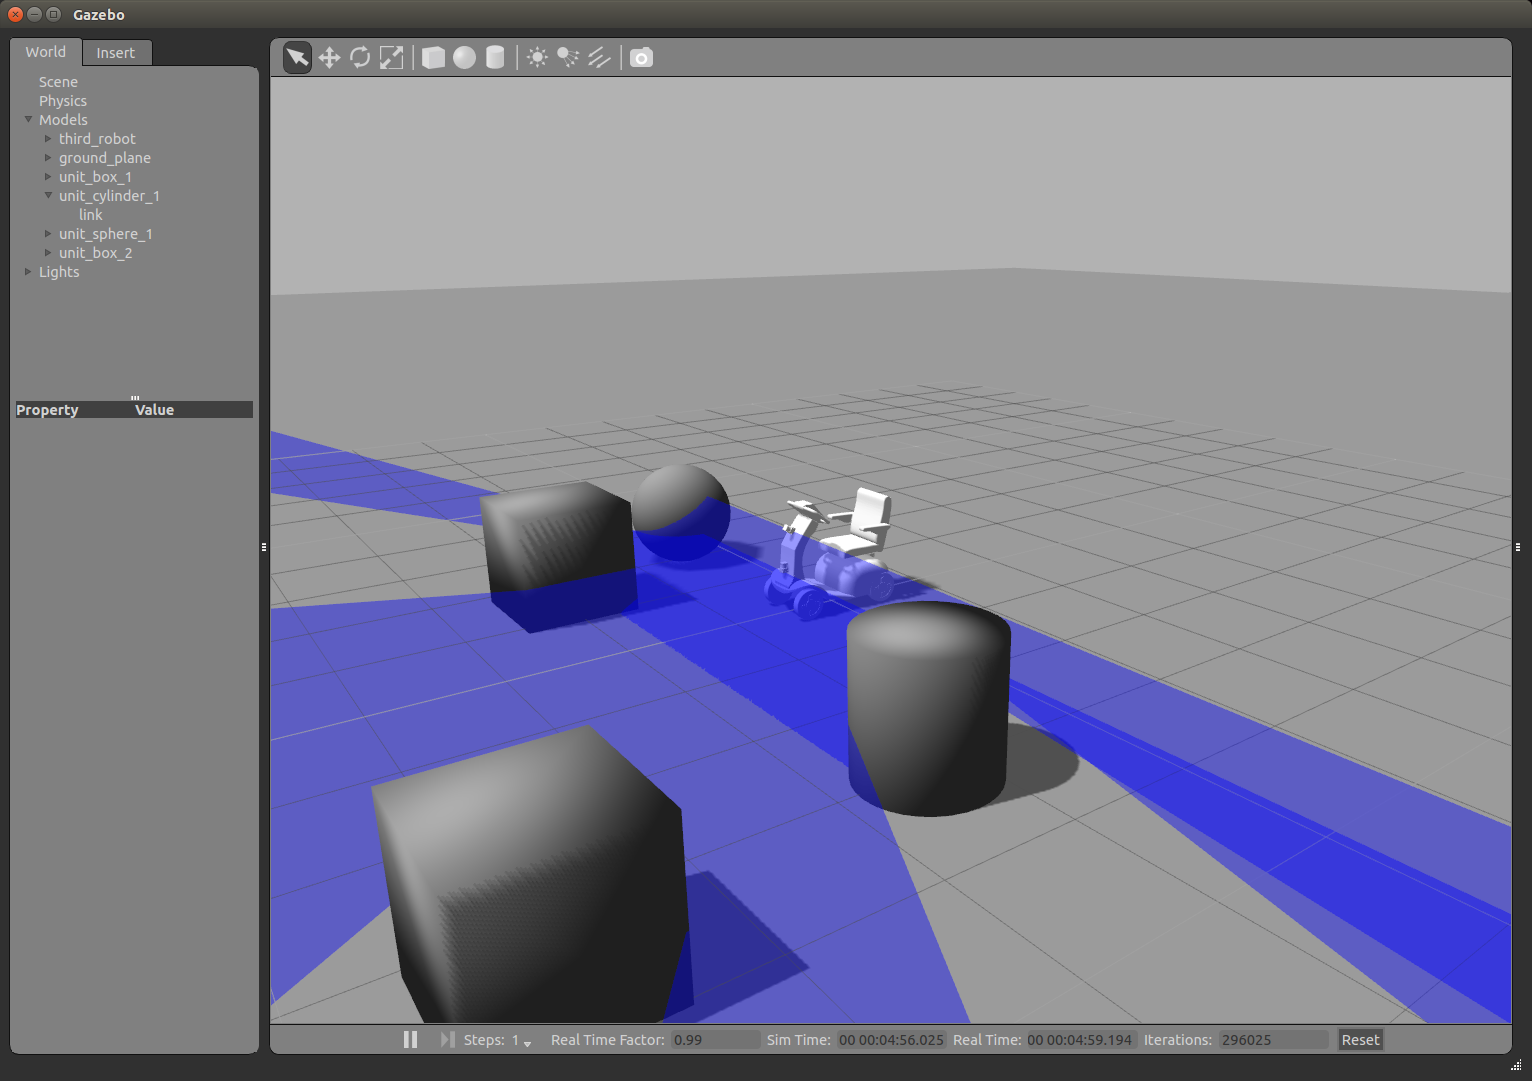 Gazebo
World Insert
Scene
Physics
Models
third_robot
ground_plane
unit_box_1
unit_cylinder_1
link
unit_sphere_1
unit_box_2
Lights
Property Value
Steps: 1 Real Time Factor: 0.99 Sim Time: 00 00:04:56.025 Real Time: 00 00:04:59.194 Iterations: 296025 Reset